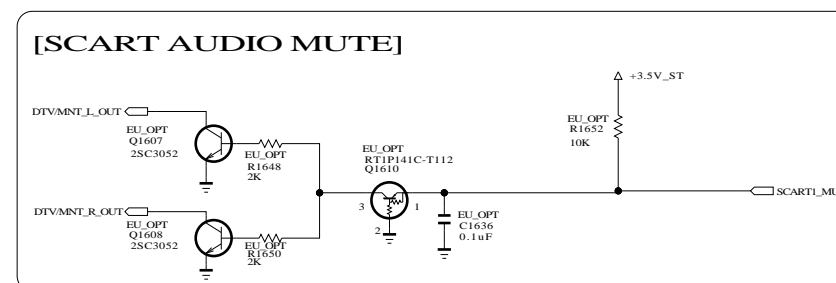 [SCART AUDIO MUTE]
+3.5V_ST
DTV/MNT_L_OUT
EU_OPT
Q1607
2SC3052
EU_OPT
R1648
2K
EU_OPT
RT1P141C-T112
Q1610
EU_OPT
R1652
10K
3
1
2
SCART1_MU
DTV/MNT_R_OUT
EU_OPT
Q1608
2SC3052
EU_OPT
R1650
2K
EU_OPT
C1636
0.1uF